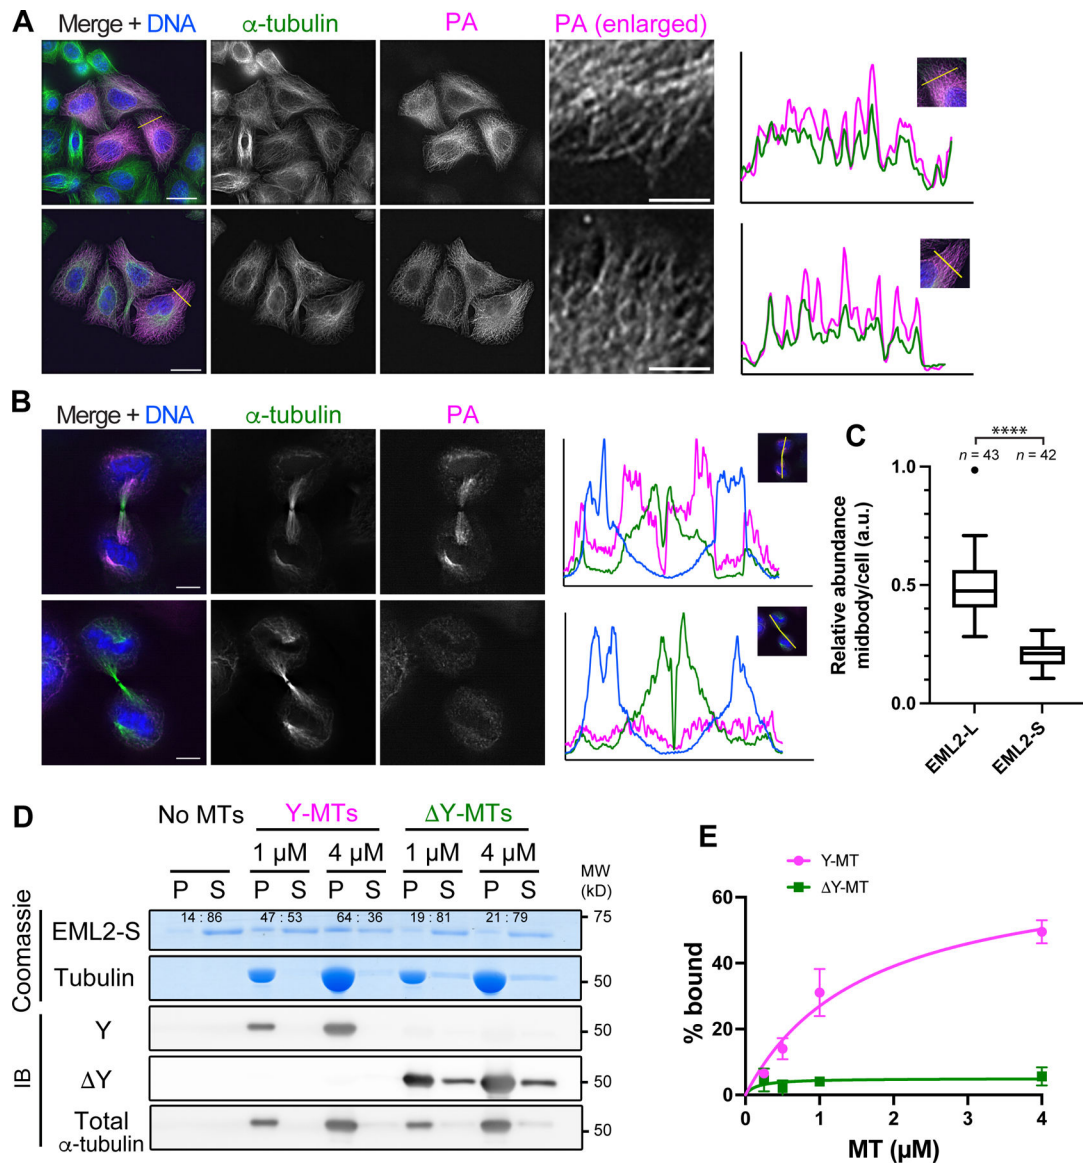 A
Merge + DNA
α-tubulin
PA
PA (enlarged)
B
Merge + DNA
α-tubulin
PA
C
****
n = 43 n = 42
1.0
0.5
0.0
Relative abundance
midbody/cell (a.u.)
EML2-L
EML2-S
D
No MTs Y-MTs ΔY-MTs
1 µM 4 µM 1 µM 4 µM
P S P S P S P S P S
MW
(kD)
Coomassie
EML2-S
14 : 86 47 : 53 64 : 36 19 : 81 21 : 79
75
Tubulin
50
IB
Y
50
ΔY
50
Total
α-tubulin
50
E
Y-MT
ΔY-MT
60
40
20
0
% bound
0 1 2 3 4
MT (µM)